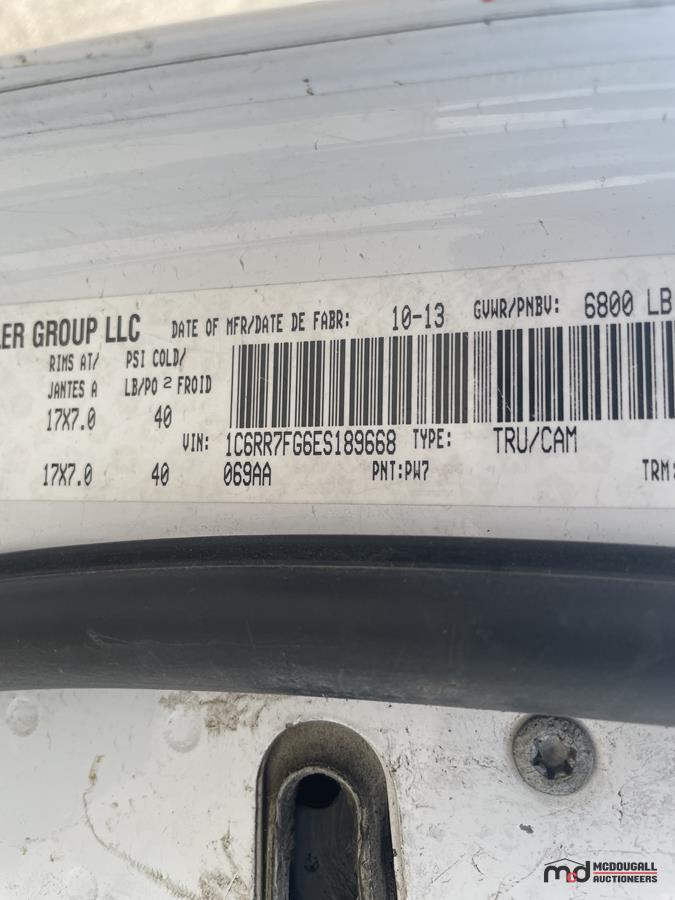 LER GROUP LLC DATE OF MFR/DATE DE FABR: 10-13 GVWR/PNBV: 6800 LB
RIMS AT/ PSI COLD/
JANTES A LB/PO 2 FROID
17X7.0 40
VIN: 1C6RR7FG6ES189668 TYPE: TRU/CAM
17X7.0 40 069AA PNT:PW7 TRM:
md MCDOUGALL
AUCTIONEERS